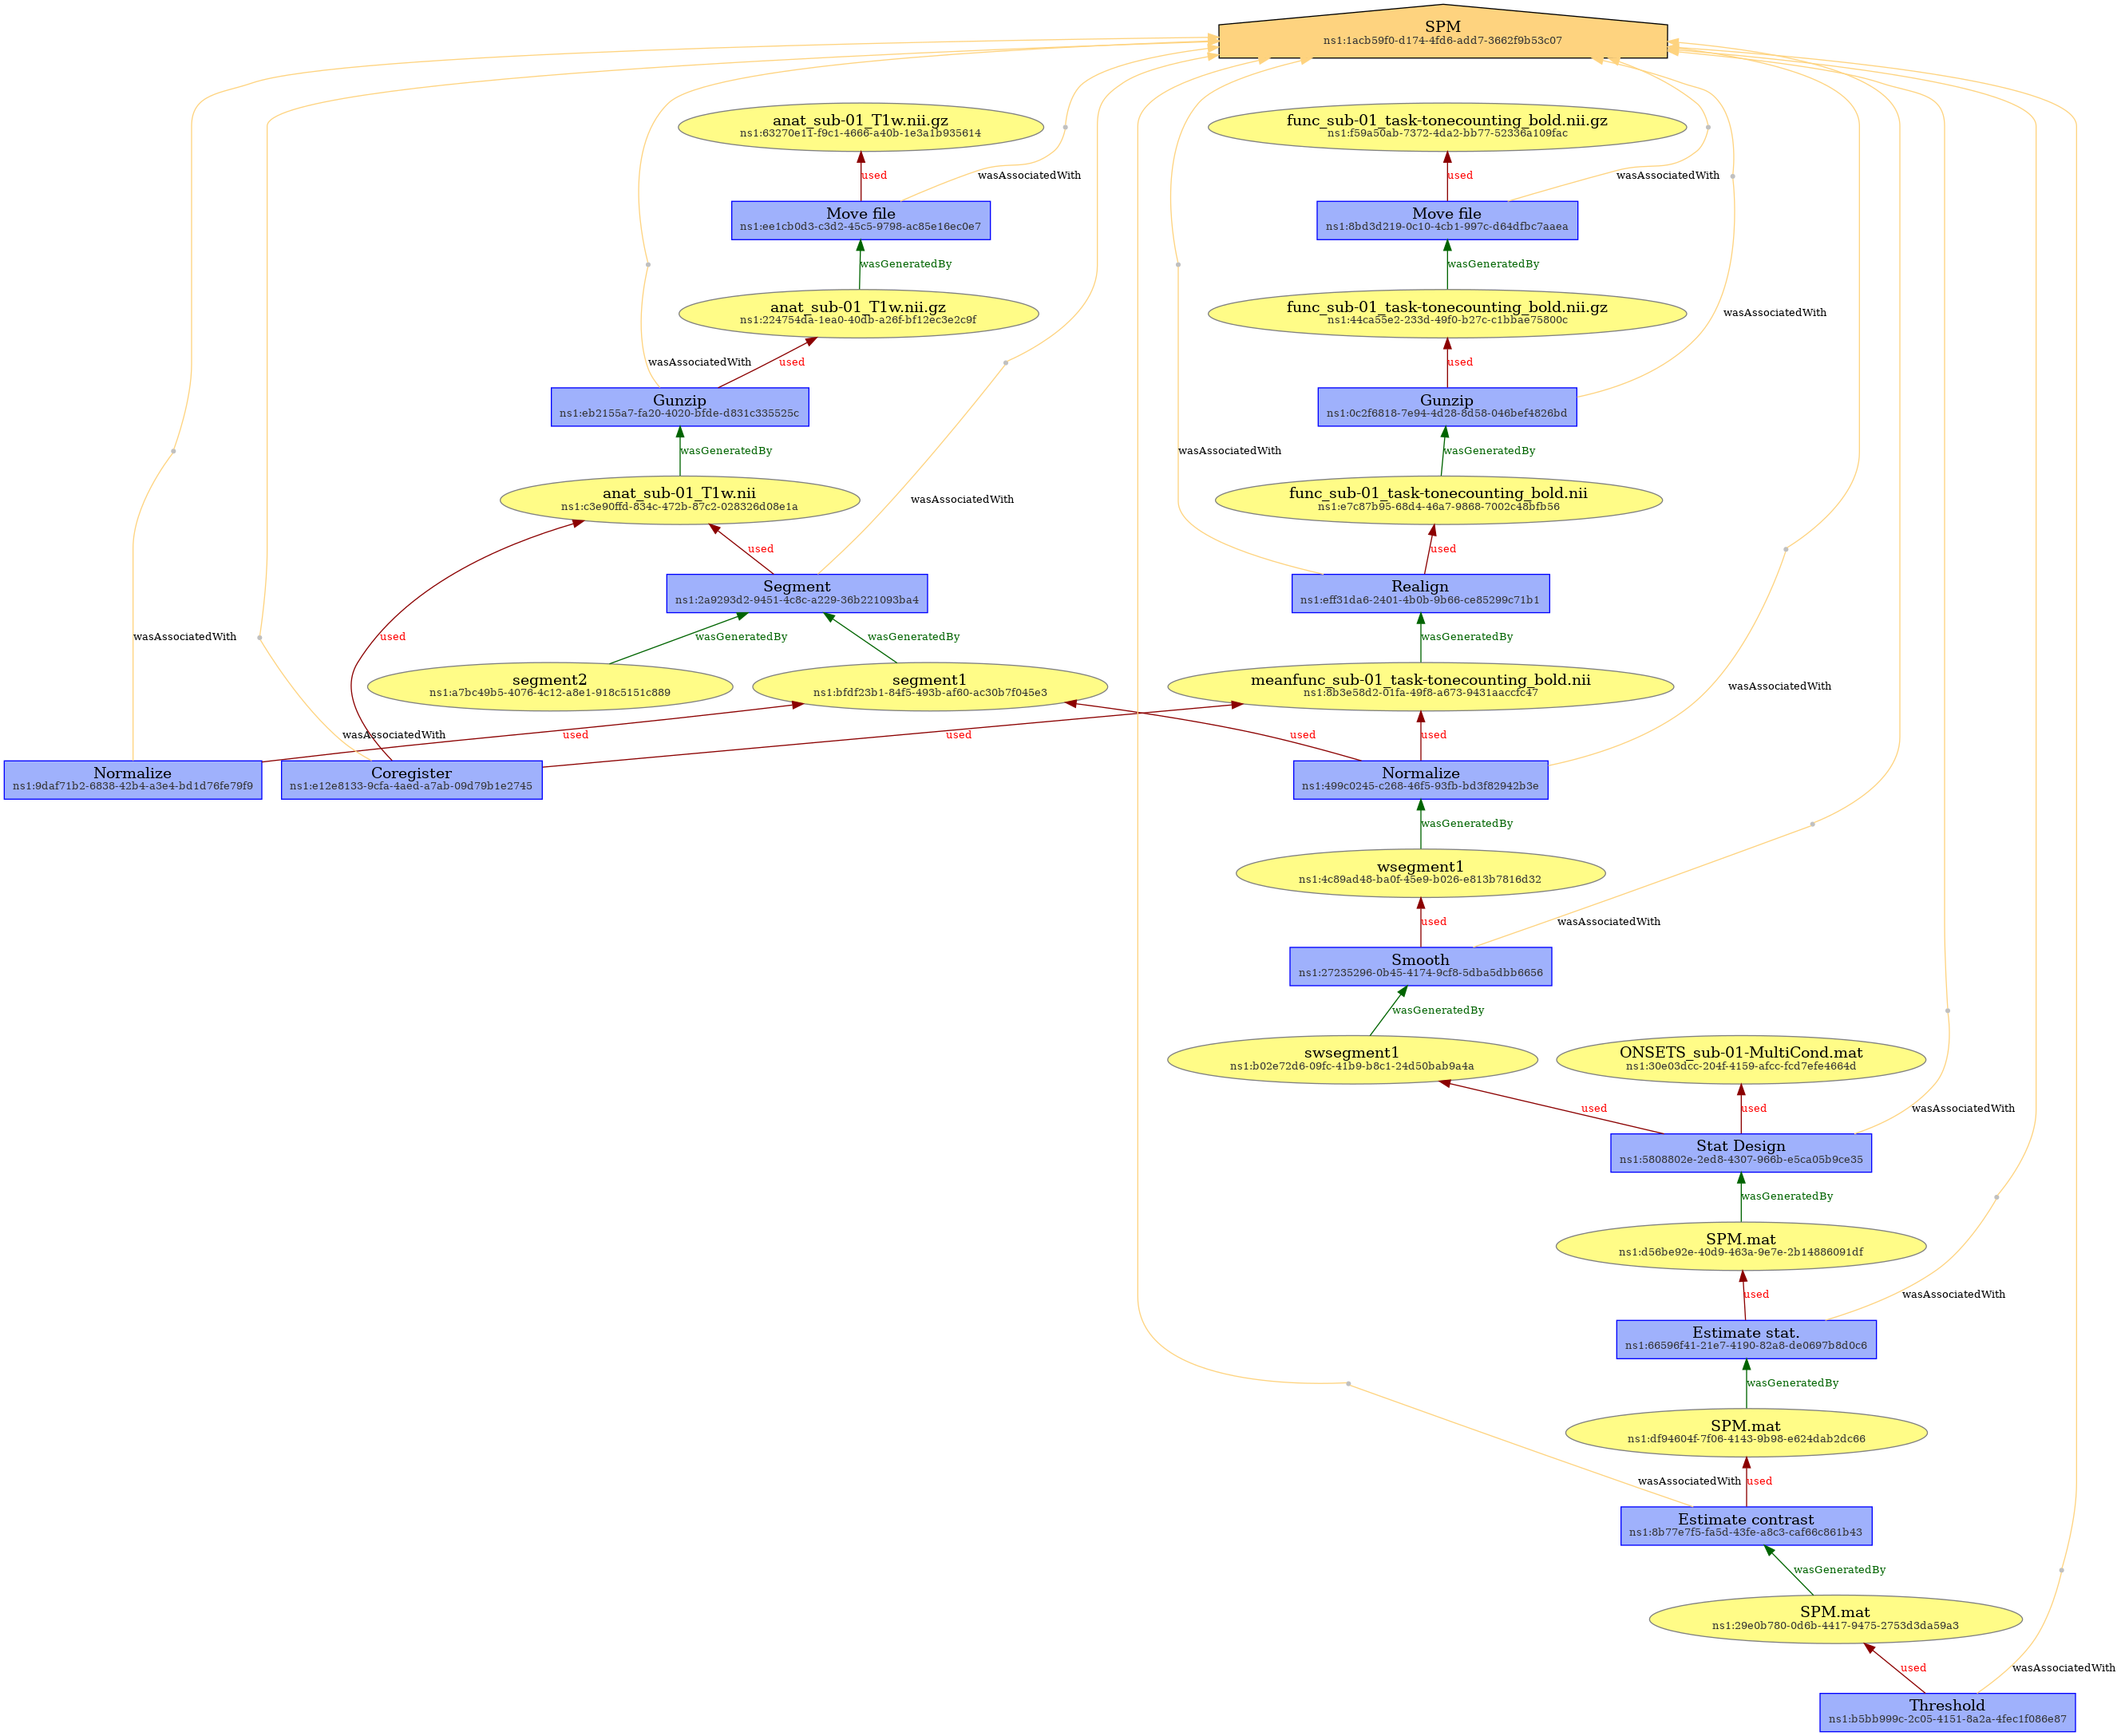 SPM
ns1:1acb59f0-d174-4fd6-add7-3662f9b53c07
anat_sub-01_T1w.nii.gz
ns1:63270e11-f9c1-4666-a40b-1e3a1b935614
func_sub-01_task-tonecounting_bold.nii.gz
ns1:f59a50ab-7372-4da2-bb77-52336a109fac
used
wasAssociatedWith
used
wasAssociatedWith
Move file
ns1:ee1cb0d3-c3d2-45c5-9798-ac85e16ec0e7
Move file
ns1:8bd3d219-0c10-4cb1-997c-d64dfbc7aaea
wasGeneratedBy
wasGeneratedBy
anat_sub-01_T1w.nii.gz
ns1:224754da-1ea0-40db-a26f-bf12ec3e2c9f
func_sub-01_task-tonecounting_bold.nii.gz
ns1:44ca55e2-233d-49f0-b27c-c1bbae75800c
wasAssociatedWith
wasAssociatedWith
used
used
Gunzip
ns1:eb2155a7-fa20-4020-bfde-d831c335525c
Gunzip
ns1:0c2f6818-7e94-4d28-8d58-046bef4826bd
wasGeneratedBy
wasAssociatedWith
wasGeneratedBy
anat_sub-01_T1w.nii
ns1:c3e90ffd-834c-472b-87c2-028326d08e1a
wasAssociatedWith
func_sub-01_task-tonecounting_bold.nii
ns1:e7c87b95-68d4-46a7-9868-7002c48bfb56
used
used
Segment
ns1:2a9293d2-9451-4c8c-a229-36b221093ba4
Realign
ns1:eff31da6-2401-4b0b-9b66-ce85299c71b1
wasAssociatedWith
used
wasGeneratedBy
wasGeneratedBy
wasGeneratedBy
segment2
ns1:a7bc49b5-4076-4c12-a8e1-918c5151c889
segment1
ns1:bfdf23b1-84f5-493b-af60-ac30b7f045e3
meanfunc_sub-01_task-tonecounting_bold.nii
ns1:8b3e58d2-01fa-49f8-a673-9431aaccfc47
wasAssociatedWith
wasAssociatedWith
used
used
used
used
Normalize
ns1:9daf71b2-6838-42b4-a3e4-bd1d76fe79f9
Coregister
ns1:e12e8133-9cfa-4aed-a7ab-09d79b1e2745
Normalize
ns1:499c0245-c268-46f5-93fb-bd3f82942b3e
wasGeneratedBy
wsegment1
ns1:4c89ad48-ba0f-45e9-b026-e813b7816d32
used
wasAssociatedWith
Smooth
ns1:27235296-0b45-4174-9cf8-5dba5dbb6656
wasGeneratedBy
swsegment1
ns1:b02e72d6-09fc-41b9-b8c1-24d50bab9a4a
ONSETS_sub-01-MultiCond.mat
ns1:30e03dcc-204f-4159-afcc-fcd7efe4664d
used
used
wasAssociatedWith
Stat Design
ns1:5808802e-2ed8-4307-966b-e5ca05b9ce35
wasGeneratedBy
SPM.mat
ns1:d56be92e-40d9-463a-9e7e-2b14886091df
used
wasAssociatedWith
Estimate stat.
ns1:66596f41-21e7-4190-82a8-de0697b8d0c6
wasGeneratedBy
SPM.mat
ns1:df94604f-7f06-4143-9b98-e624dab2dc66
wasAssociatedWith
used
Estimate contrast
ns1:8b77e7f5-fa5d-43fe-a8c3-caf66c861b43
wasGeneratedBy
SPM.mat
ns1:29e0b780-0d6b-4417-9475-2753d3da59a3
used
wasAssociatedWith
Threshold
ns1:b5bb999c-2c05-4151-8a2a-4fec1f086e87